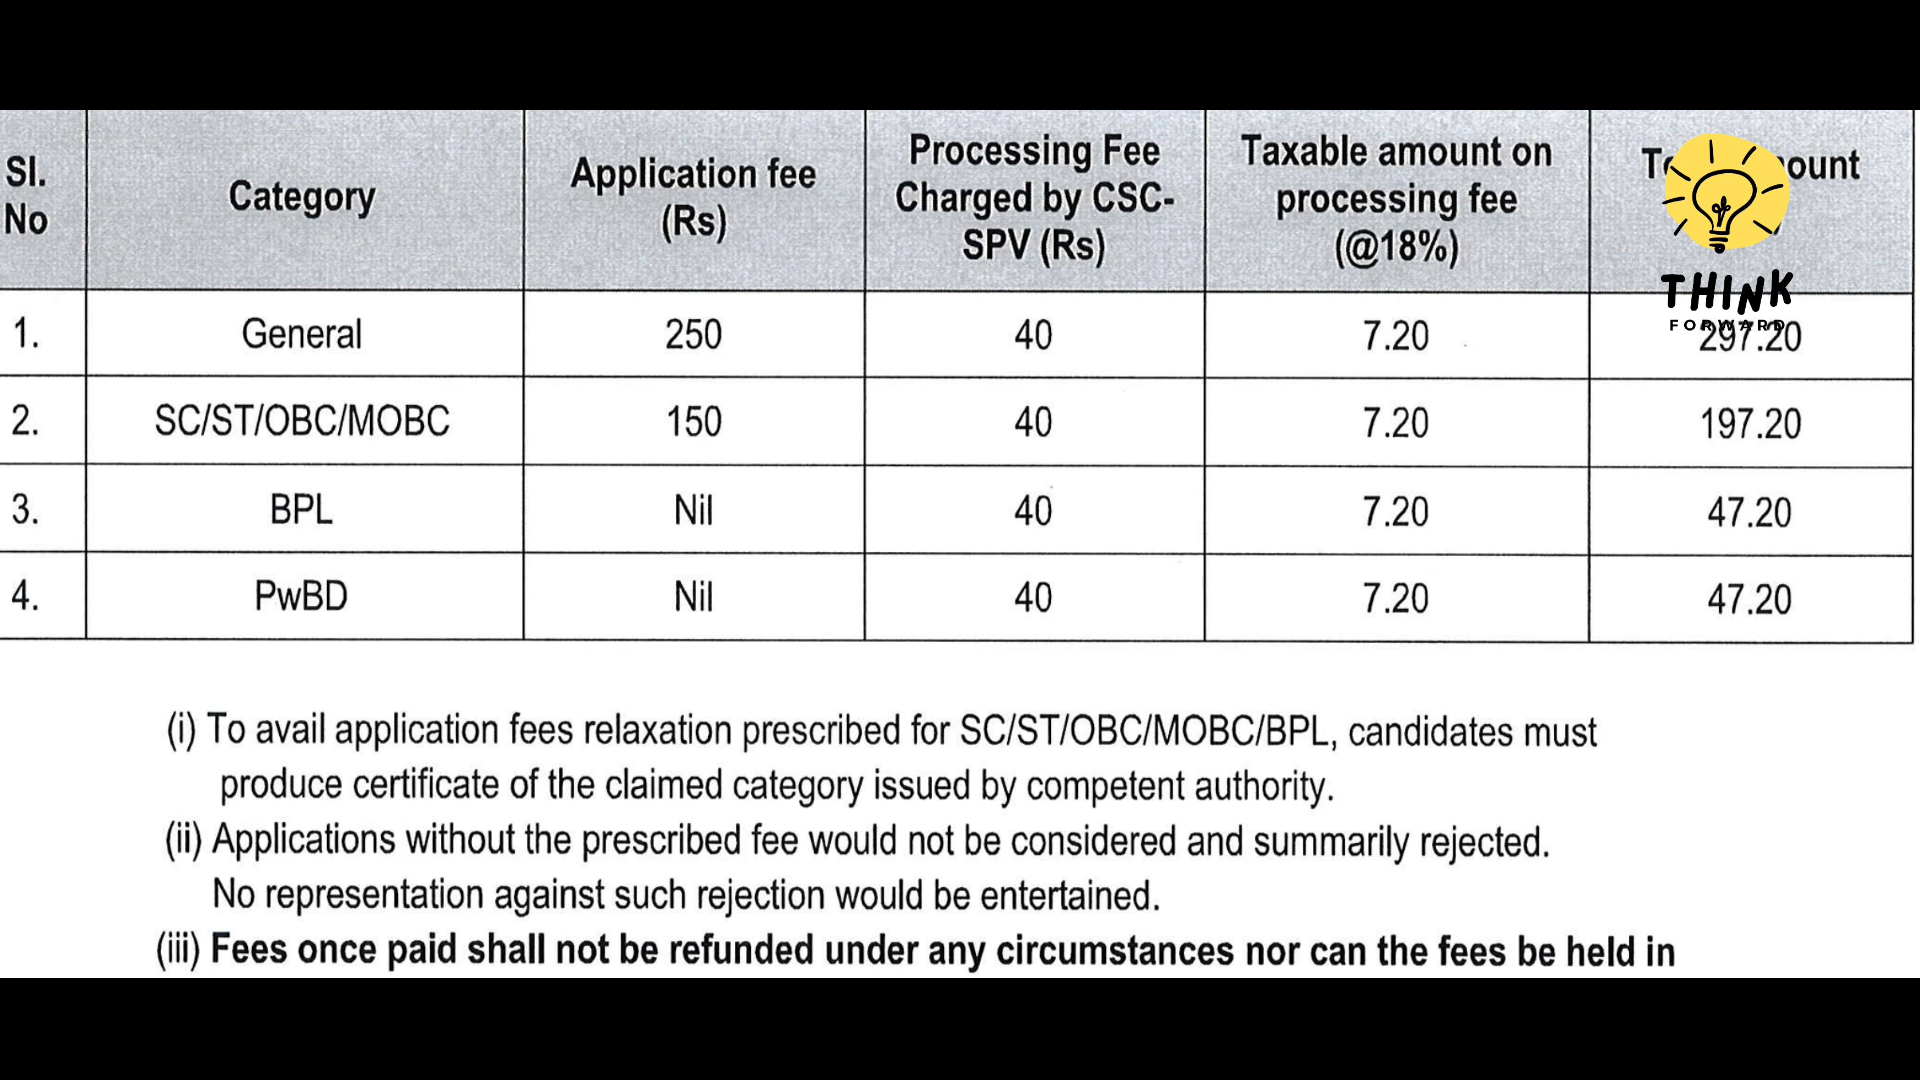 Sl. No | Category | Application fee (Rs) | Processing Fee Charged by CSC-SPV (Rs) | Taxable amount on processing fee (@18%)
THINK
FORWARD
1. | General | 250 | 40 | 7.20 | 297.20
2. | SC/ST/OBC/MOBC | 150 | 40 | 7.20 | 197.20
3. | BPL | Nil | 40 | 7.20 | 47.20
4. | PwBD | Nil | 40 | 7.20 | 47.20
(i) To avail application fees relaxation prescribed for SC/ST/OBC/MOBC/BPL, candidates must
produce certificate of the claimed category issued by competent authority.
(ii) Applications without the prescribed fee would not be considered and summarily rejected.
No representation against such rejection would be entertained.
(iii) Fees once paid shall not be refunded under any circumstances nor can the fees be held in